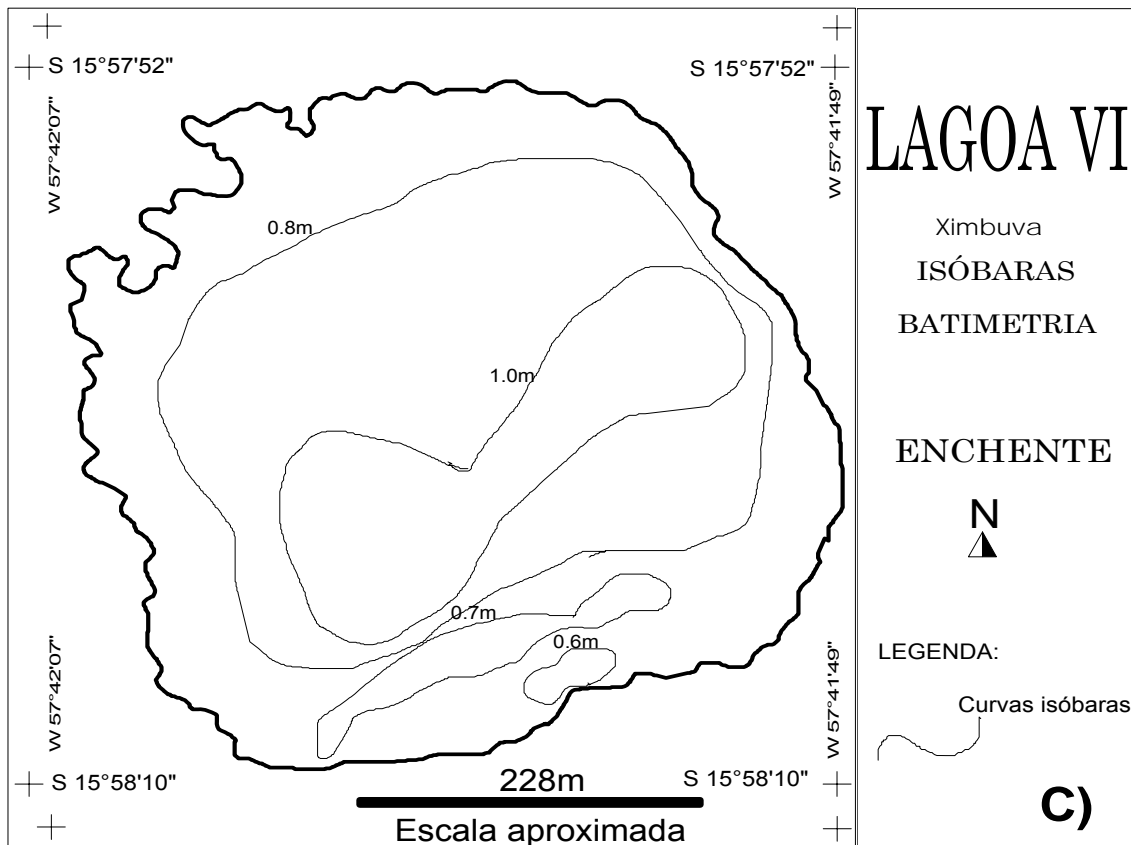 S 15°57'52"
S 15°57'52"
W 57°42'07"
W 57°41'49"
0.8m
1.0m
0.7m
0.6m
W 57°42'07"
W 57°41'49"
S 15°58'10"
S 15°58'10"
228m
Escala aproximada
LAGOA VI
Ximbuva
ISÓBARAS
BATIMETRIA
ENCHENTE
N
LEGENDA:
Curvas isóbaras
C)